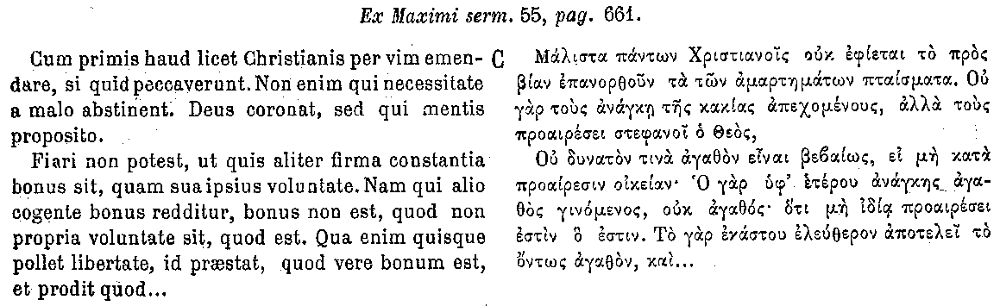 Ex Maximi serm. 55, pag. 661.
Cum primis haud licet Christianis per vim emen-
dare, si quid peccaverunt. Non enim qui necessitate
a malo abstinent. Deus coronat, sed qui mentis
proposito.
Fiari non potest, ut quis aliter firma constantia
bonus sit, quam sua ipsius voluntate. Nam qui alio
cogente bonus redditur, bonus non est, quod non
propria voluntate sit, quod est. Qua enim quisque
pollet libertate, id præstat, quod vere bonum est,
et prodit quod...
C
Μάλιστα πάντων Χριστιανοῖς οὐκ ἐφίεται τὸ πρὸς
βίαν ἐπανορθοῦν τὰ τῶν ἁμαρτημάτων πταίσματα. Οὐ
γὰρ τοὺς ἀνάγκῃ τῆς κακίας ἀπεχομένους, ἀλλὰ τοὺς
προαιρέσει στεφανοῖ ὁ Θεὸς,
Οὐ δυνατὸν τινὰ ἀγαθὸν εἶναι βεβαίως, εἰ μὴ κατὰ
προαίρεσιν οἰκείαν· Ὁ γὰρ ὑφ' ἑτέρου ἀνάγκης ἀγα-
θὸς γινόμενος, οὐκ ἀγαθός· ὅτι μὴ ἰδίᾳ προαιρέσει
ἐστὶν ὅ ἐστιν. Τὸ γὰρ ἑκάστου ἐλεύθερον ἀποτελεῖ τὸ
ὄντως ἀγαθὸν, καὶ...